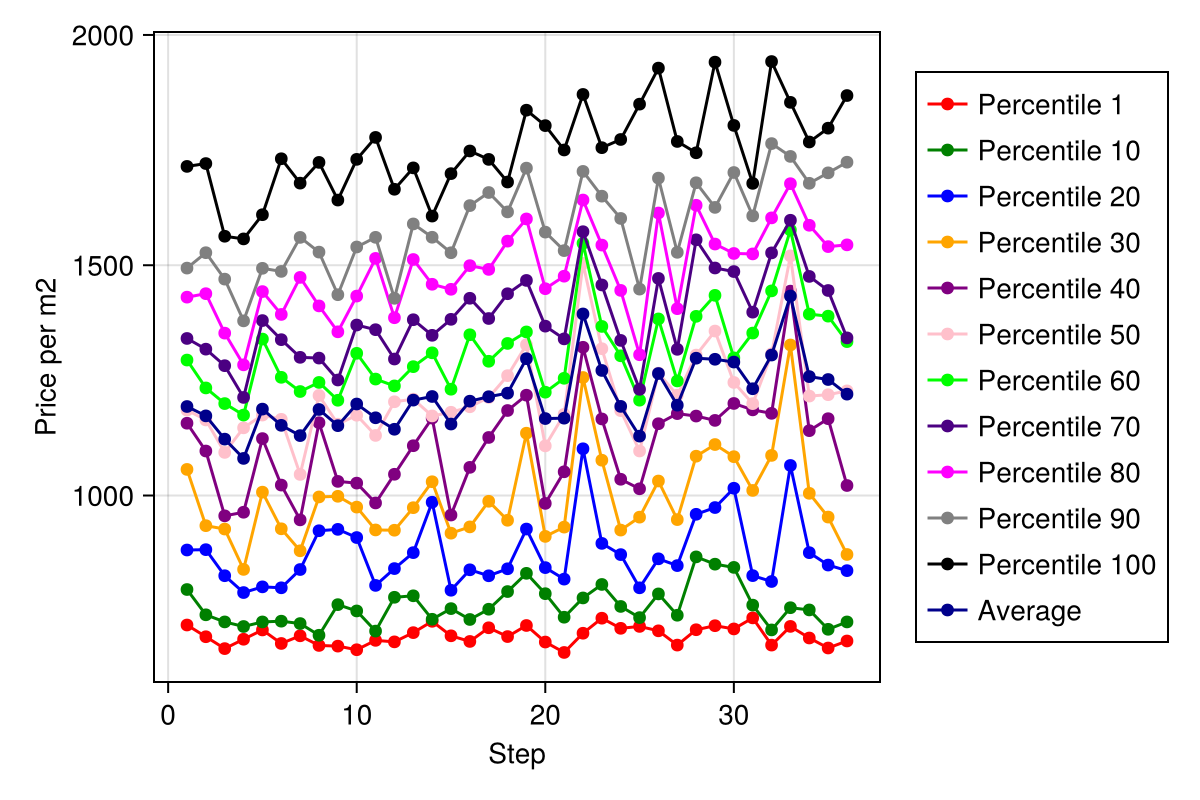 2000
1500
1000
Price per m2
0 10 20 30
Step
Percentile 1
Percentile 10
Percentile 20
Percentile 30
Percentile 40
Percentile 50
Percentile 60
Percentile 70
Percentile 80
Percentile 90
Percentile 100
Average